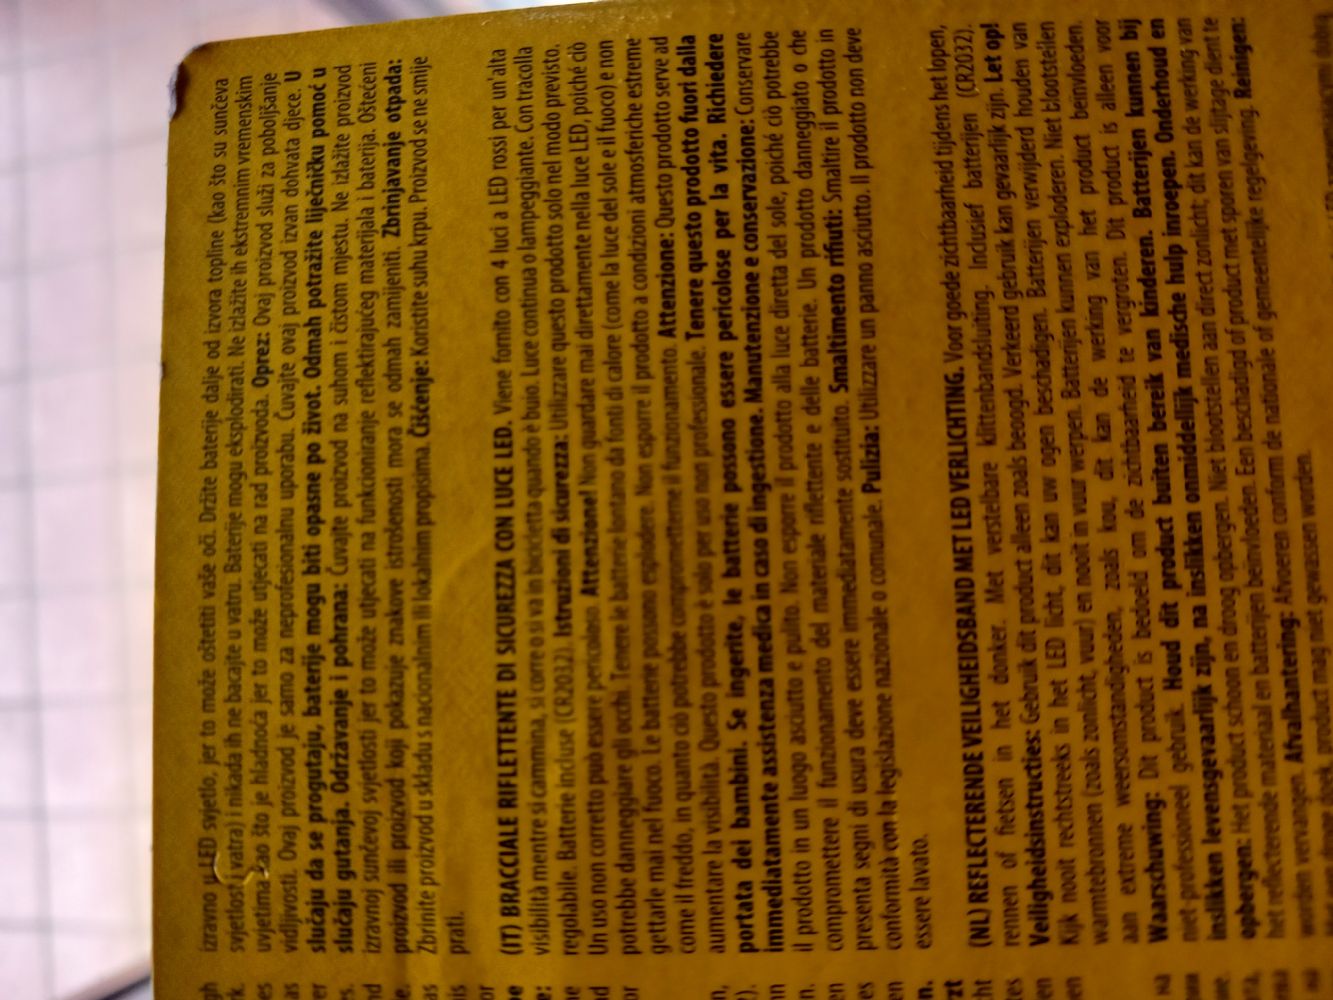 izravno u LED svjetlo, jer to može oštetiti vaše oči. Držite baterije dalje od izvora topline (kao što su sunčeva
svjetlost i vatra) i nikada ih ne bacajte u vatru. Baterije mogu eksplodirati. Ne izlažite ih ekstremnim vremenskim
uvjetima kao što je hladnoća jer to može utjecati na rad proizvoda. Oprez: Ovaj proizvod služi za poboljšanje
vidljivosti. Ovaj proizvod je samo za neprofesionalnu uporabu. Čuvajte ovaj proizvod izvan dohvata djece. U
slučaju da se progutaju, baterije mogu biti opasne po život. Odmah potražite liječničku pomoć u
slučaju gutanja. Održavanje i pohrana: Čuvajte proizvod na suhom i čistom mjestu. Ne izlažite proizvod
izravnoj sunčevoj svjetlosti jer to može utjecati na funkcioniranje reflektirajućeg materijala i baterija. Oštećeni
proizvod ili proizvod koji pokazuje znakove istrošenosti mora se odmah zamijeniti. Zbrinjavanje otpada:
Zbrinite proizvod u skladu s nacionalnim ili lokalnim propisima. Čišćenje: Koristite suhu krpu. Proizvod se ne smije
prati.
(IT) BRACCIALE RIFLETTENTE DI SICUREZZA CON LUCE LED. Viene fornito con 4 luci a LED rossi per un'alta
visibilità mentre si cammina, si corre o si va in bicicletta quando è buio. Luce continua o lampeggiante. Con tracolla
regolabile. Batterie incluse (CR2032). Istruzioni di sicurezza: Utilizzare questo prodotto solo nel modo previsto.
Un uso non corretto può essere pericoloso. Attenzione! Non guardare mai direttamente nella luce LED, poiché ciò
potrebbe danneggiare gli occhi. Tenere le batterie lontano da fonti di calore (come la luce del sole e il fuoco) e non
gettarle mai nel fuoco. Le batterie possono esplodere. Non esporre il prodotto a condizioni atmosferiche estreme
come il freddo, in quanto ciò potrebbe comprometterne il funzionamento. Attenzione: Questo prodotto serve ad
aumentare la visibilità. Questo prodotto è solo per uso non professionale. Tenere questo prodotto fuori dalla
portata dei bambini. Se ingerite, le batterie possono essere pericolose per la vita. Richiedere
immediatamente assistenza medica in caso di ingestione. Manutenzione e conservazione: Conservare
il prodotto in un luogo asciutto e pulito. Non esporre il prodotto alla luce diretta del sole, poiché ciò potrebbe
compromettere il funzionamento del materiale riflettente e delle batterie. Un prodotto danneggiato o che
presenta segni di usura deve essere immediatamente sostituito. Smaltimento rifiuti: Smaltire il prodotto in
conformità con la legislazione nazionale o comunale. Pulizia: Utilizzare un panno asciutto. Il prodotto non deve
essere lavato.
(NL) REFLECTERENDE VEILIGHEIDSBAND MET LED VERLICHTING. Voor goede zichtbaarheid tijdens het lopen,
rennen of fietsen in het donker. Met verstelbare klittenbandsluiting. Inclusief batterijen (CR2032).
Veiligheidsinstructies: Gebruik dit product alleen zoals beoogd. Verkeerd gebruik kan gevaarlijk zijn. Let op!
Kijk nooit rechtstreeks in het LED licht, dit kan uw ogen beschadigen. Batterijen verwijderd houden van
warmtebronnen (zoals zonlicht, vuur) en nooit in vuur werpen. Batterijen kunnen exploderen. Niet blootstellen
aan extreme weersomstandigheden, zoals kou, dit kan de werking van het product beïnvloeden.
Waarschuwing: Dit product is bedoeld om de zichtbaarheid te vergroten. Dit product is alleen voor
niet-professioneel gebruik. Houd dit product buiten bereik van kinderen. Batterijen kunnen bij
inslikken levensgevaarlijk zijn, na inslikken onmiddellijk medische hulp inroepen. Onderhoud en
opbergen: Het product schoon en droog opbergen. Niet blootstellen aan direct zonlicht, dit kan de werking van
het reflecterende materiaal en batterijen beïnvloeden. Een beschadigd of product met sporen van slijtage dient te
worden vervangen. Afvalhantering: Afvoeren conform de nationale of gemeentelijke regelgeving. Reinigen:
product mag niet gewassen worden.